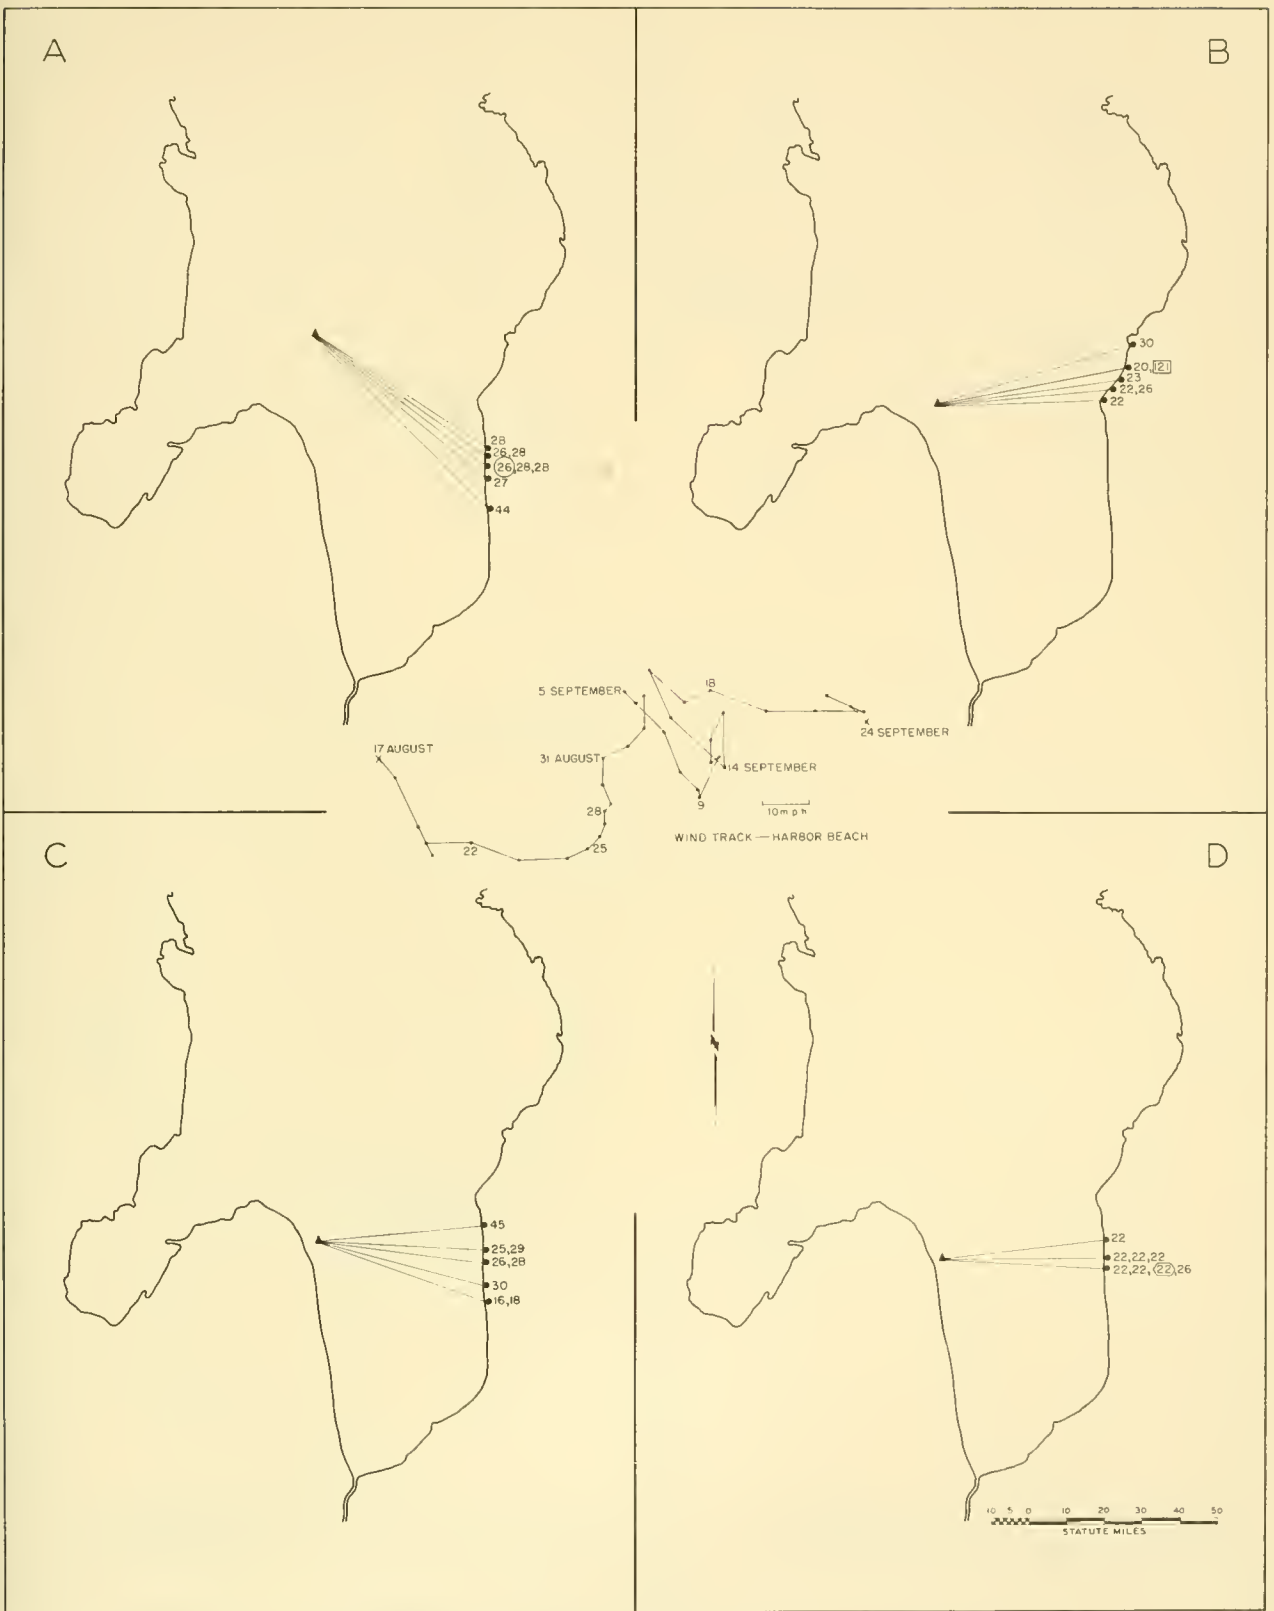 A
B
30
20,121
23
22,26
22
28
26,28
26,28,28
27
44
18
5 SEPTEMBER
24 SEPTEMBER
17 AUGUST
31 AUGUST
14 SEPTEMBER
28
9
10 mph
WIND TRACK — HARBOR BEACH
22
25
C
D
45
25,29
26,28
30
16,18
22
22,22,22
22,22,22,26
10 5 0 10 20 30 40 50
STATUTE MILES